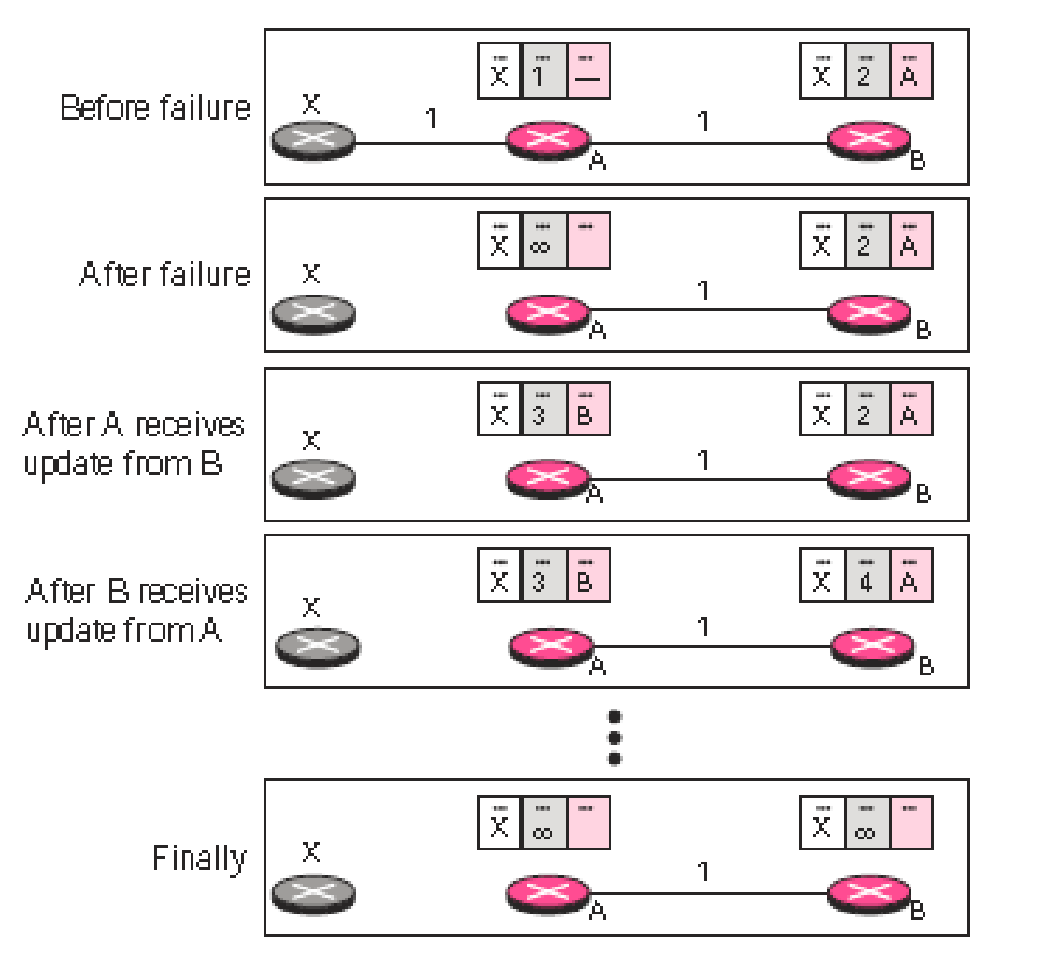 Before failure
X
1
X 1 —
A
1
X 2 A
B
After failure
X
X ∞
A
1
X 2 A
B
After A receives
update from B
X
X 3 B
A
1
X 2 A
B
After B receives
update from A
X
X 3 B
A
1
X 4 A
B
Finally
X
X ∞
A
1
X ∞
B